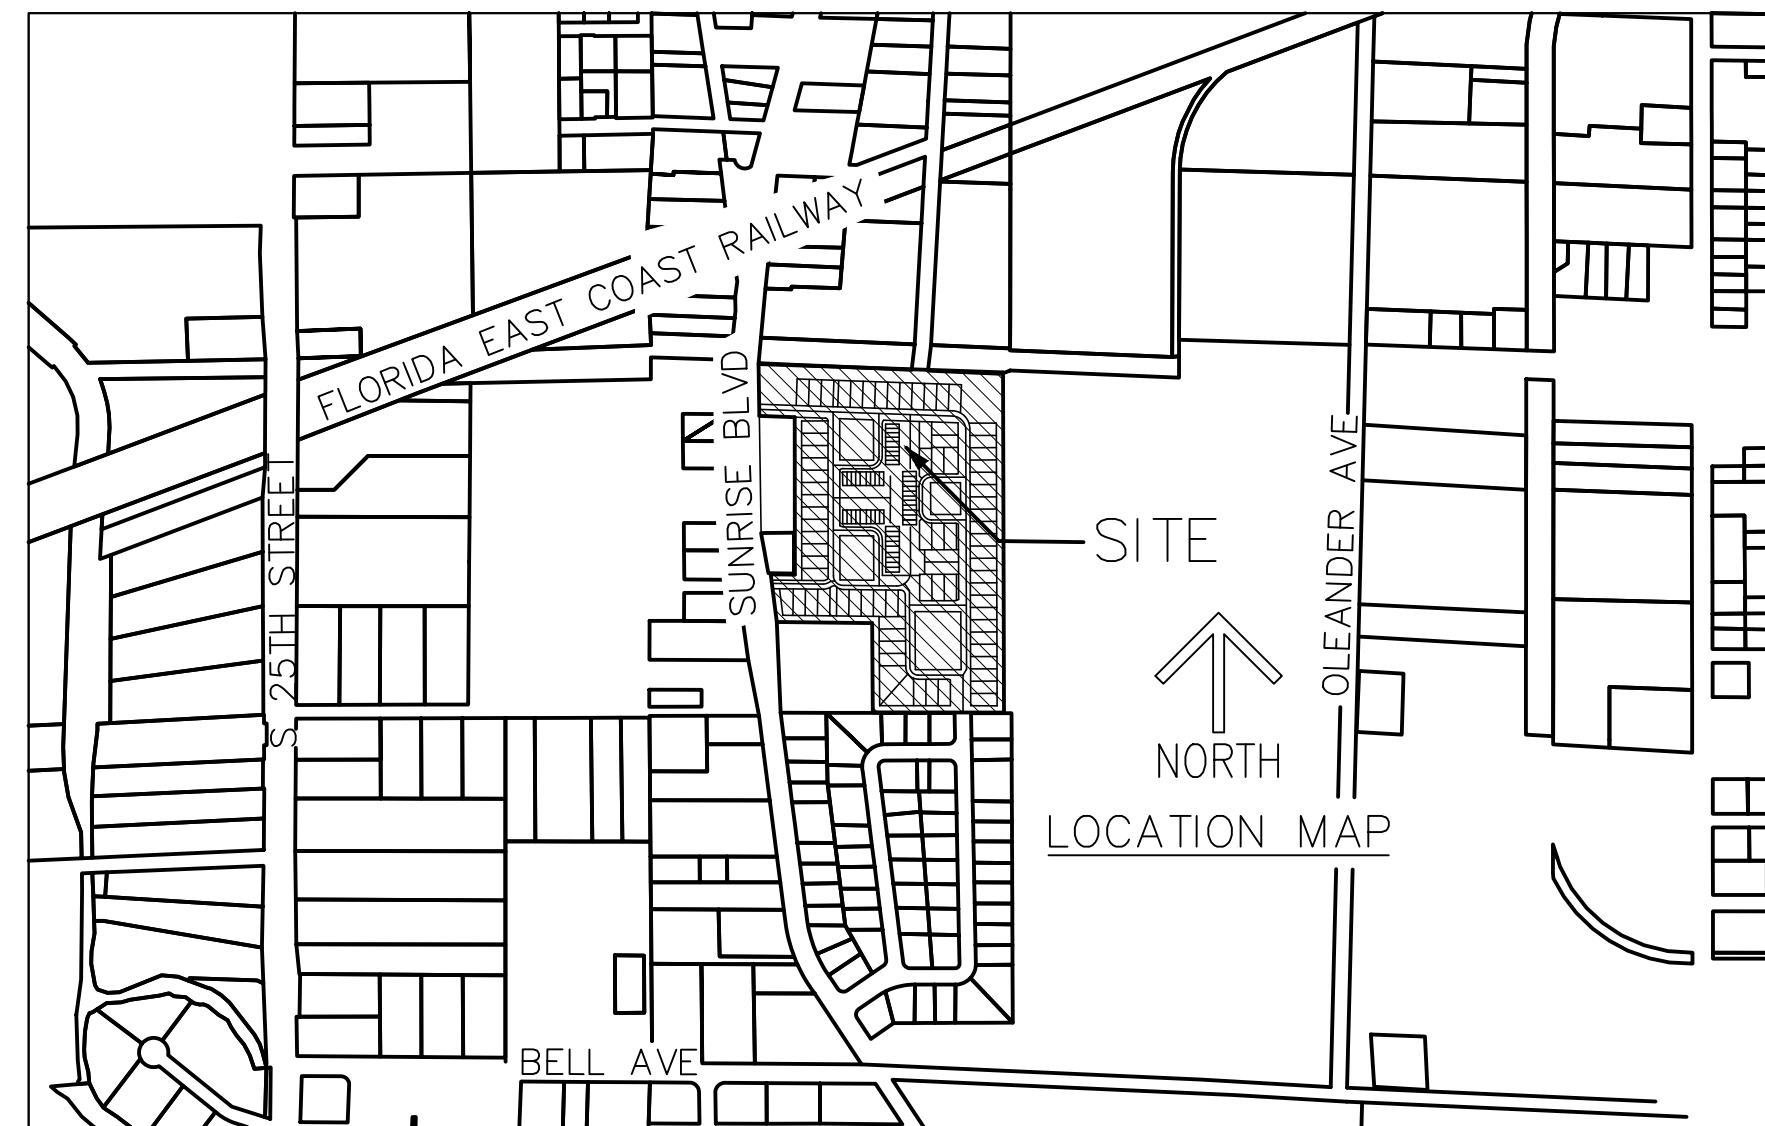 FLORIDA EAST COAST RAILWAY
S 25TH STREET
SUNRISE BLVD
OLEANDER AVE
SITE
NORTH
LOCATION MAP
BELL AVE